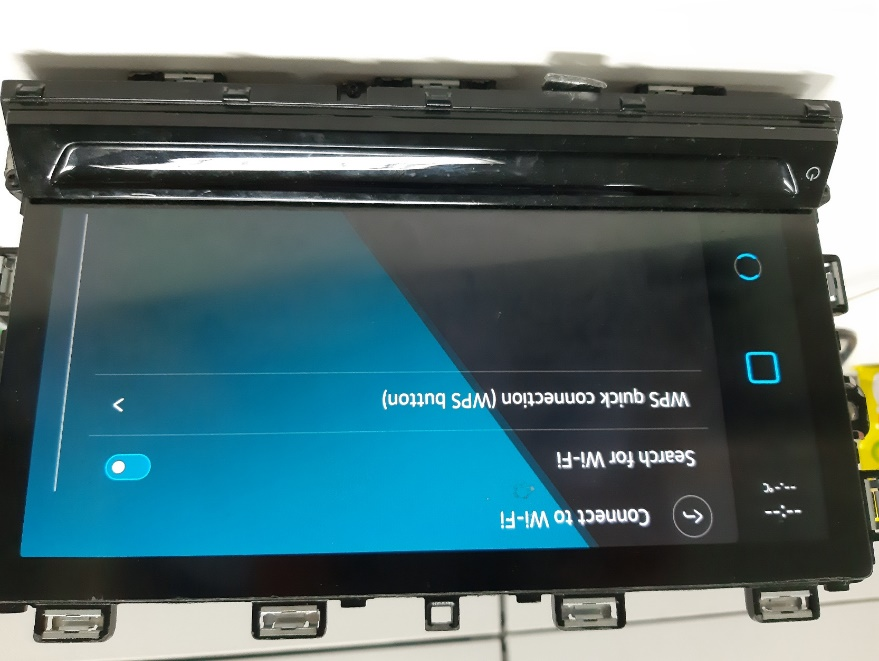 --:--
--.-°C
Connect to Wi-Fi
Search for Wi-Fi
WPS quick connection (WPS button)